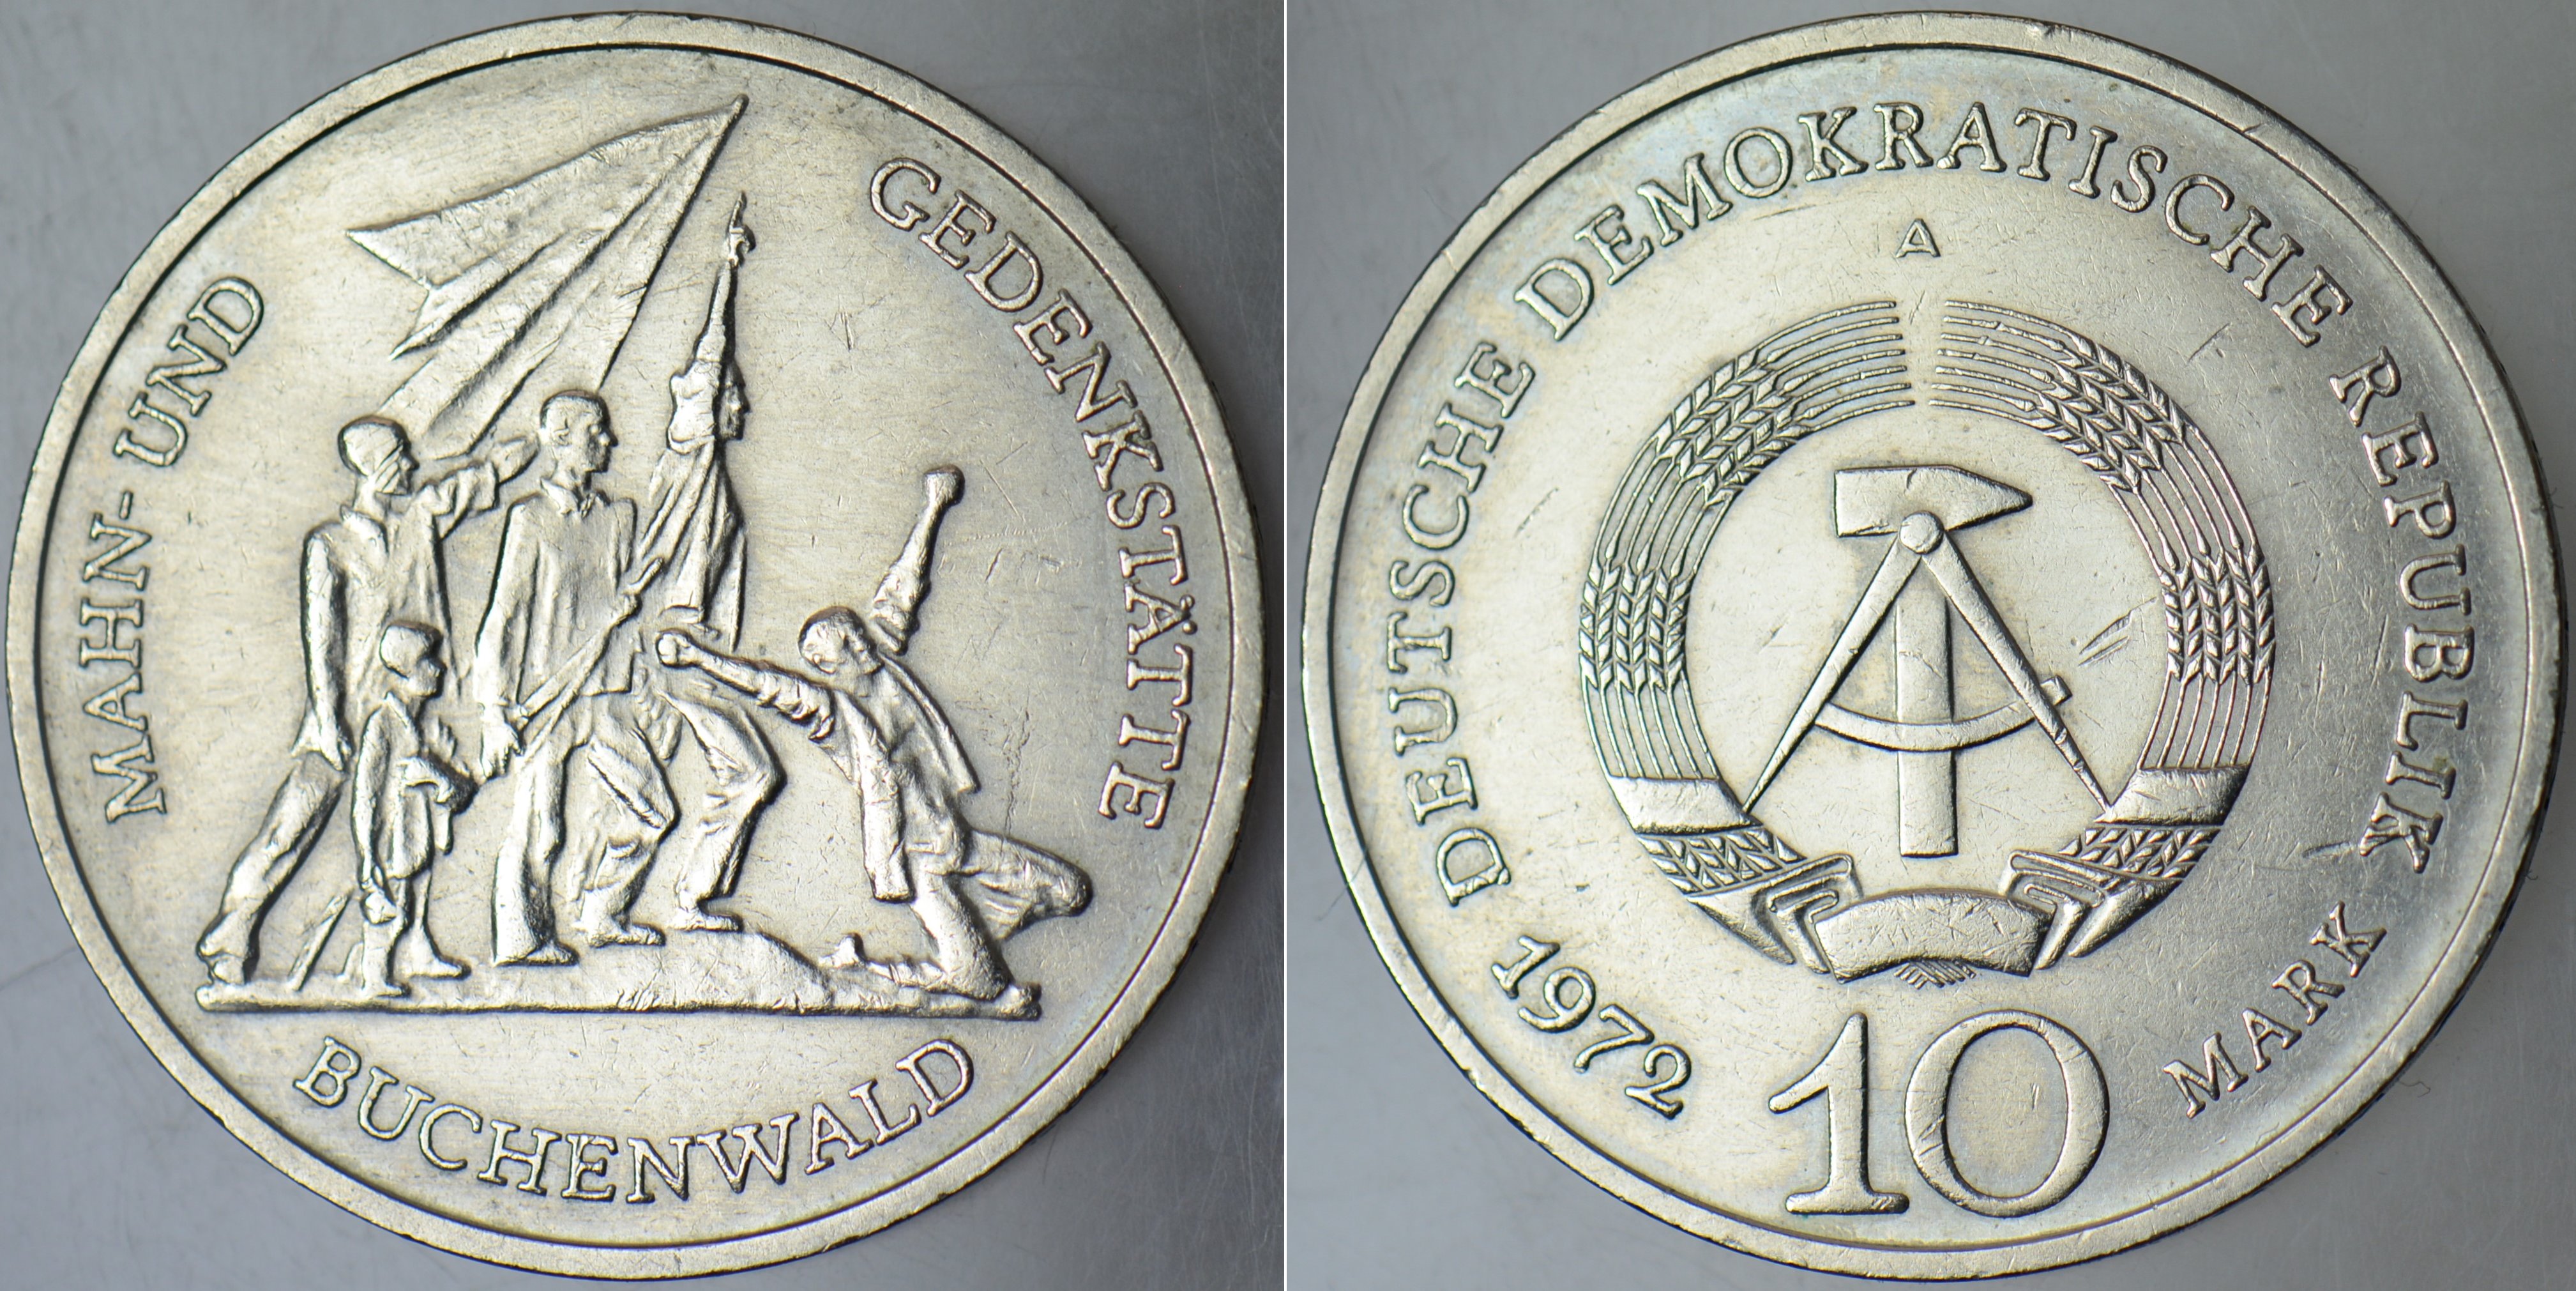 MAHN- UND GEDENKSTÄTTE
BUCHENWALD
DEUTSCHE DEMOKRATISCHE REPUBLIK
A
1972
10
MARK